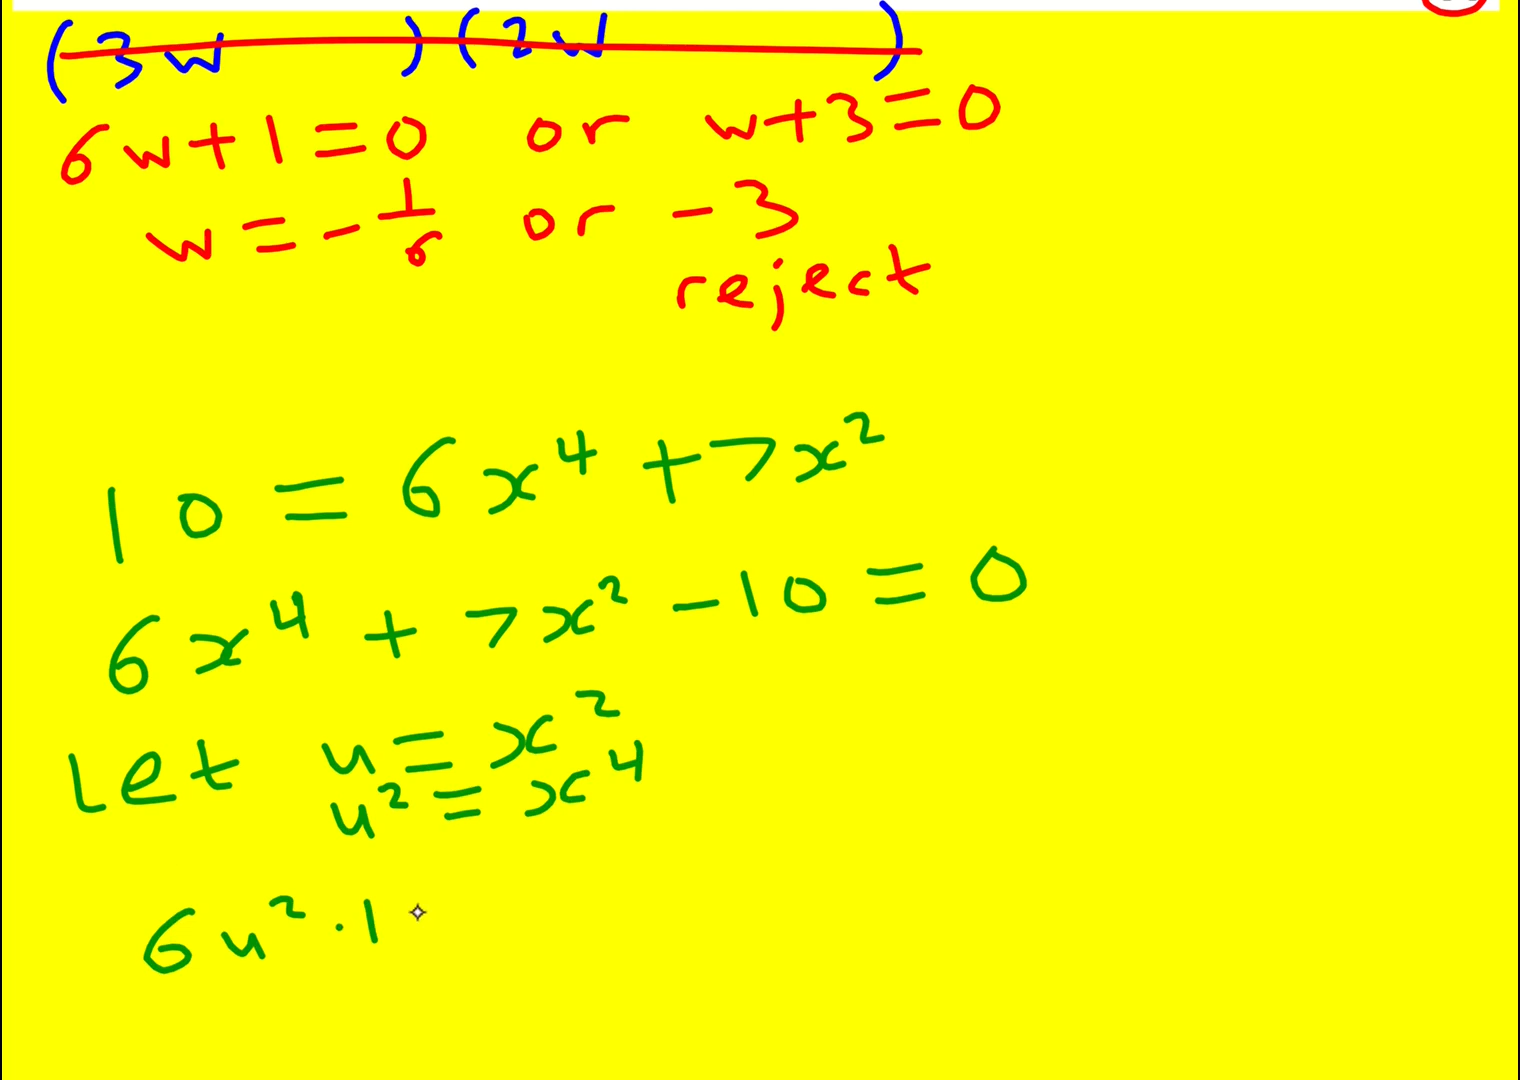 (3w )(2w )
6w+1=0 or w+3=0
w=-1/6 or -3
reject
10=6x⁴+7x²
6x⁴+7x²-10=0
Let u=x²
u²=x⁴
6u²